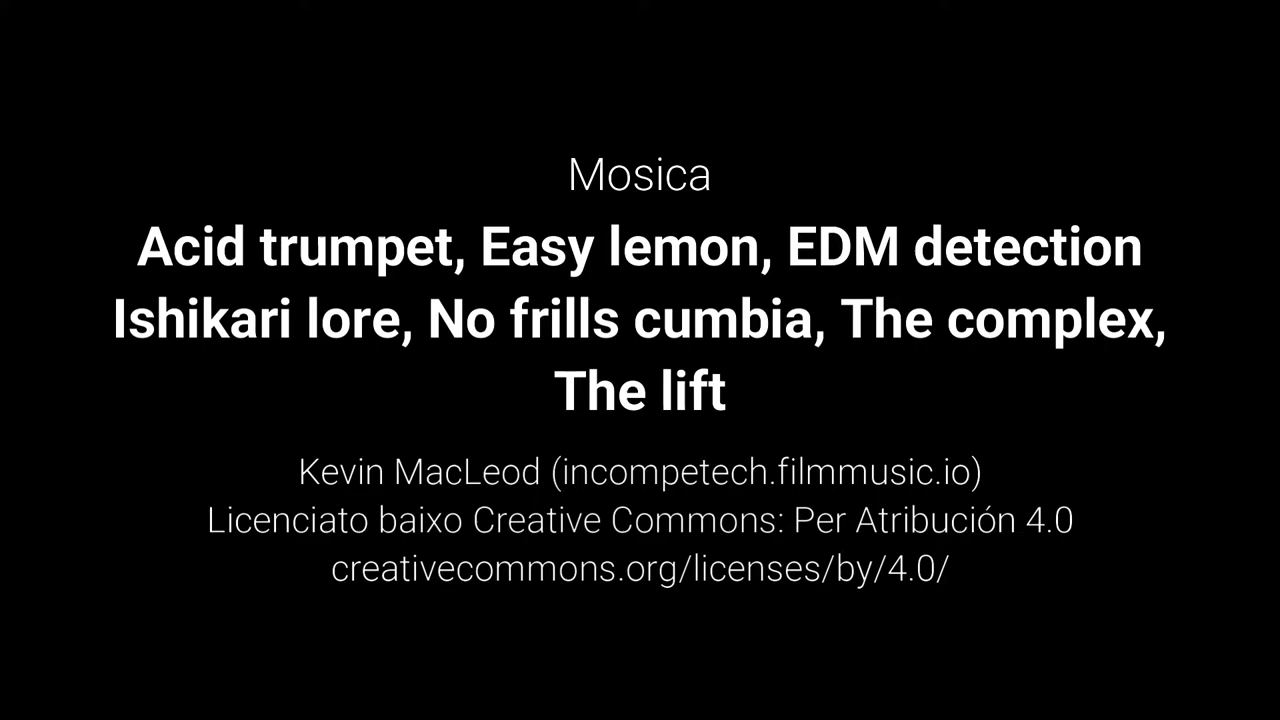 Mosica
Acid trumpet, Easy lemon, EDM detection
Ishikari lore, No frills cumbia, The complex,
The lift
Kevin MacLeod (incompetech.filmmusic.io)
Licenciato baixo Creative Commons: Per Atribución 4.0
creativecommons.org/licenses/by/4.0/